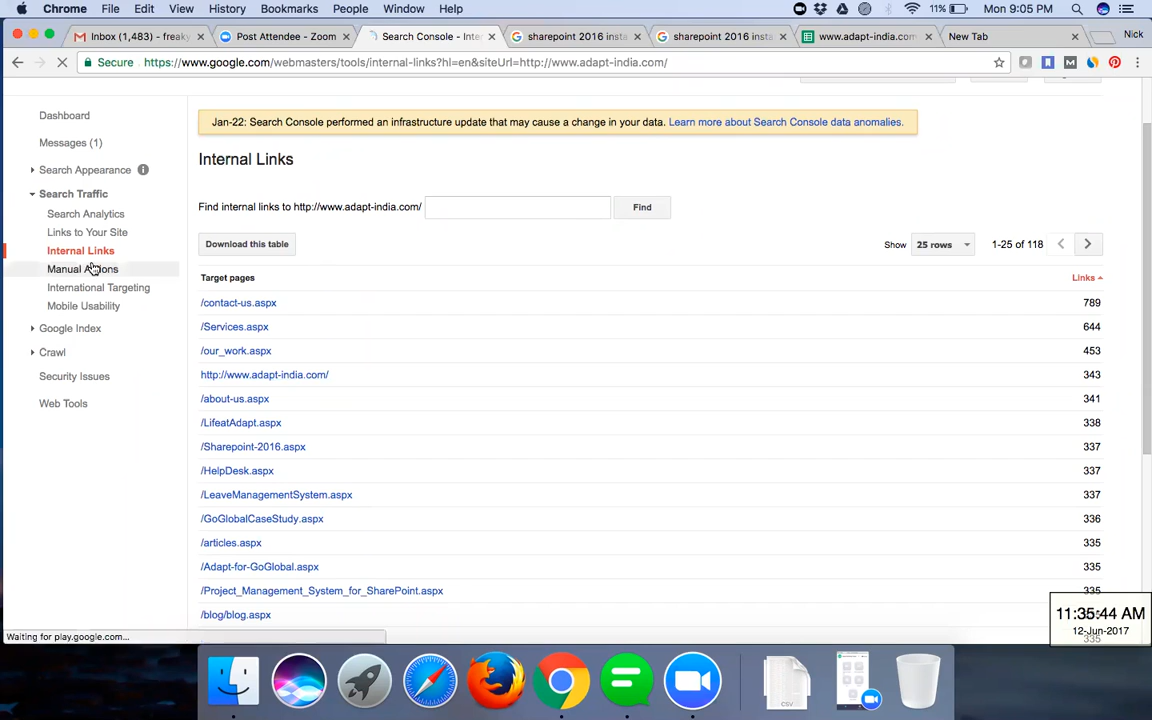 Chrome File Edit View History Bookmarks People Window Help 11% Mon 9:05 PM
Inbox (1,483) - freaky Post Attendee - Zoom Search Console - Inter sharepoint 2016 insta sharepoint 2016 insta www.adapt-india.com New Tab Nick
Secure https://www.google.com/webmasters/tools/internal-links?hl=en&siteUrl=http://www.adapt-india.com/
Dashboard
Messages (1)
Search Appearance
Search Traffic
Search Analytics
Links to Your Site
Internal Links
Manual Actions
International Targeting
Mobile Usability
Google Index
Crawl
Security Issues
Web Tools
Jan-22: Search Console performed an infrastructure update that may cause a change in your data. Learn more about Search Console data anomalies.
Internal Links
Find internal links to http://www.adapt-india.com/ Find
Download this table Show 25 rows 1-25 of 118
Target pages Links
/contact-us.aspx 789
/Services.aspx 644
/our_work.aspx 453
http://www.adapt-india.com/ 343
/about-us.aspx 341
/LifeatAdapt.aspx 338
/Sharepoint-2016.aspx 337
/HelpDesk.aspx 337
/LeaveManagementSystem.aspx 337
/GoGlobalCaseStudy.aspx 336
/articles.aspx 335
/Adapt-for-GoGlobal.aspx 335
/Project_Management_System_for_SharePoint.aspx 335
/blog/blog.aspx
Waiting for play.google.com...
11:35:44 AM
12-Jun-2017
335
CSV